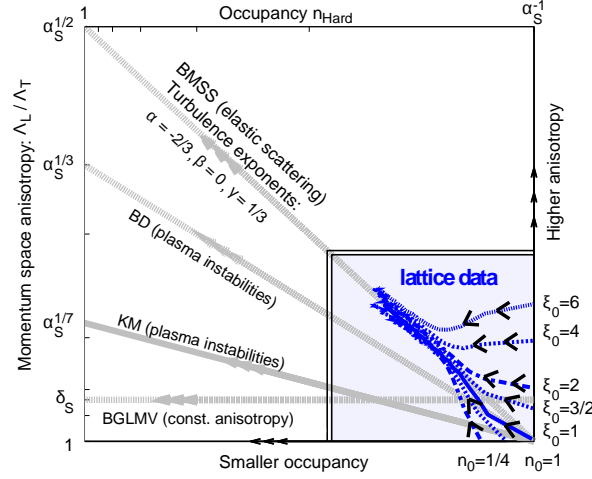 Occupancy n_Hard
1
α_S^-1
α_S^1/2
α_S^1/3
α_S^1/7
δ_S
1
Momentum space anisotropy: Λ_L / Λ_T
BMSS (elastic scattering)
Turbulence exponents:
α = -2/3 , β = 0 , γ = 1/3
BD (plasma instabilities)
KM (plasma instabilities)
BGLMV (const. anisotropy)
lattice data
Higher anisotropy
ξ_0=6
ξ_0=4
ξ_0=2
ξ_0=3/2
ξ_0=1
Smaller occupancy
n_0=1/4
n_0=1